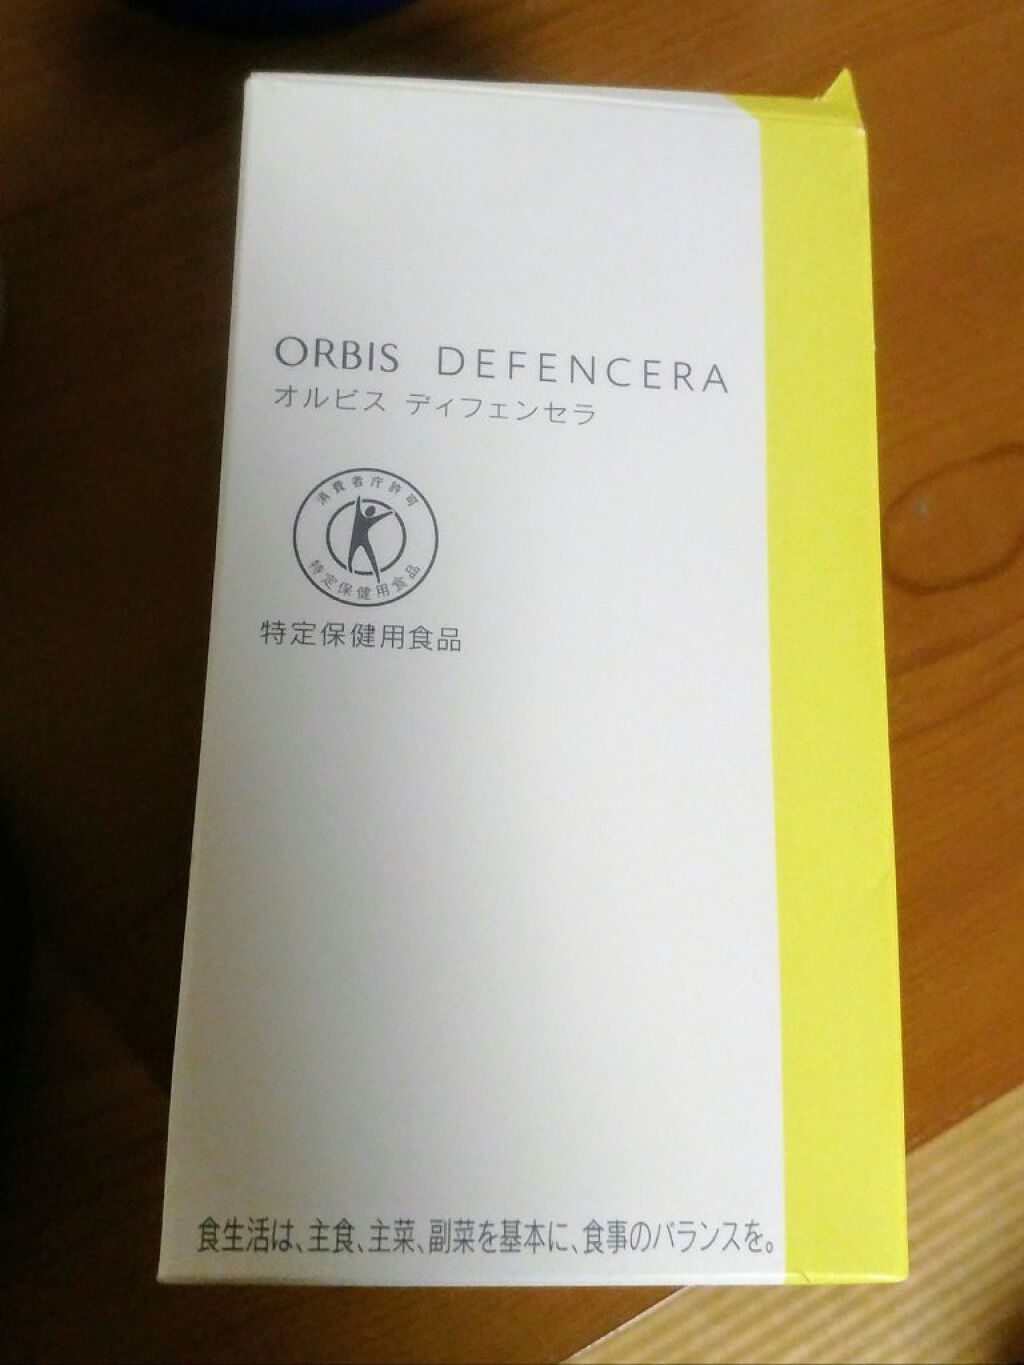 ORBIS DEFENCERA
オルビス ディフェンセラ
消費者庁許可
特定保健用食品
特定保健用食品
食生活は、主食、主菜、副菜を基本に、食事のバランスを。